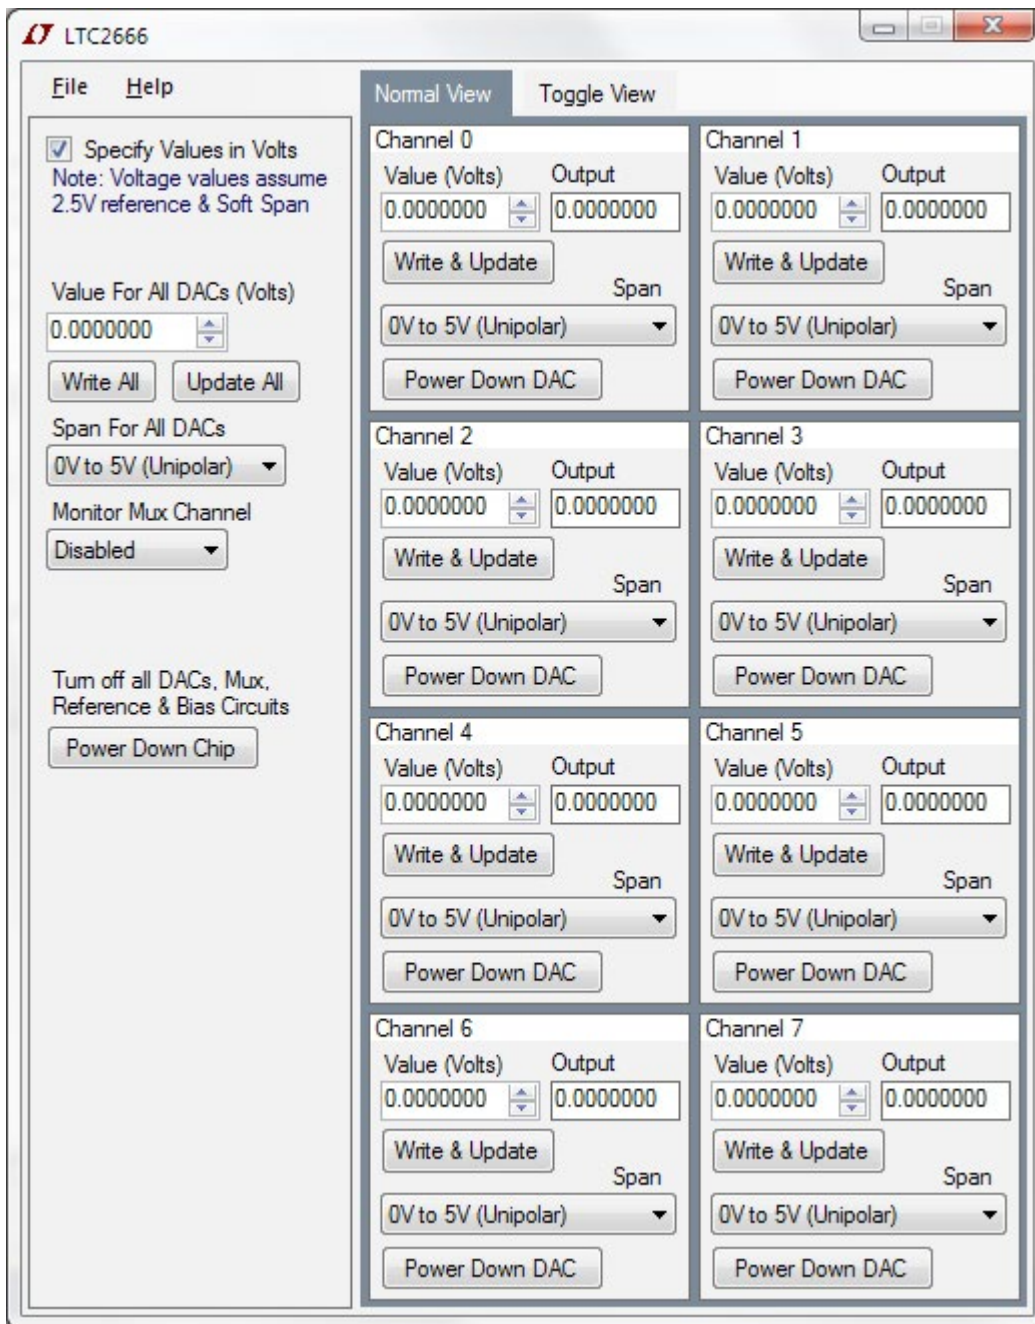 LTC2666
File Help
Normal View Toggle View
Specify Values in Volts
Note: Voltage values assume
2.5V reference & Soft Span
Value For All DACs (Volts)
0.0000000
Write All Update All
Span For All DACs
0V to 5V (Unipolar)
Monitor Mux Channel
Disabled
Turn off all DACs, Mux,
Reference & Bias Circuits
Power Down Chip
Channel 0
Value (Volts) Output
0.0000000 0.0000000
Write & Update
Span
0V to 5V (Unipolar)
Power Down DAC
Channel 1
Value (Volts) Output
0.0000000 0.0000000
Write & Update
Span
0V to 5V (Unipolar)
Power Down DAC
Channel 2
Value (Volts) Output
0.0000000 0.0000000
Write & Update
Span
0V to 5V (Unipolar)
Power Down DAC
Channel 3
Value (Volts) Output
0.0000000 0.0000000
Write & Update
Span
0V to 5V (Unipolar)
Power Down DAC
Channel 4
Value (Volts) Output
0.0000000 0.0000000
Write & Update
Span
0V to 5V (Unipolar)
Power Down DAC
Channel 5
Value (Volts) Output
0.0000000 0.0000000
Write & Update
Span
0V to 5V (Unipolar)
Power Down DAC
Channel 6
Value (Volts) Output
0.0000000 0.0000000
Write & Update
Span
0V to 5V (Unipolar)
Power Down DAC
Channel 7
Value (Volts) Output
0.0000000 0.0000000
Write & Update
Span
0V to 5V (Unipolar)
Power Down DAC